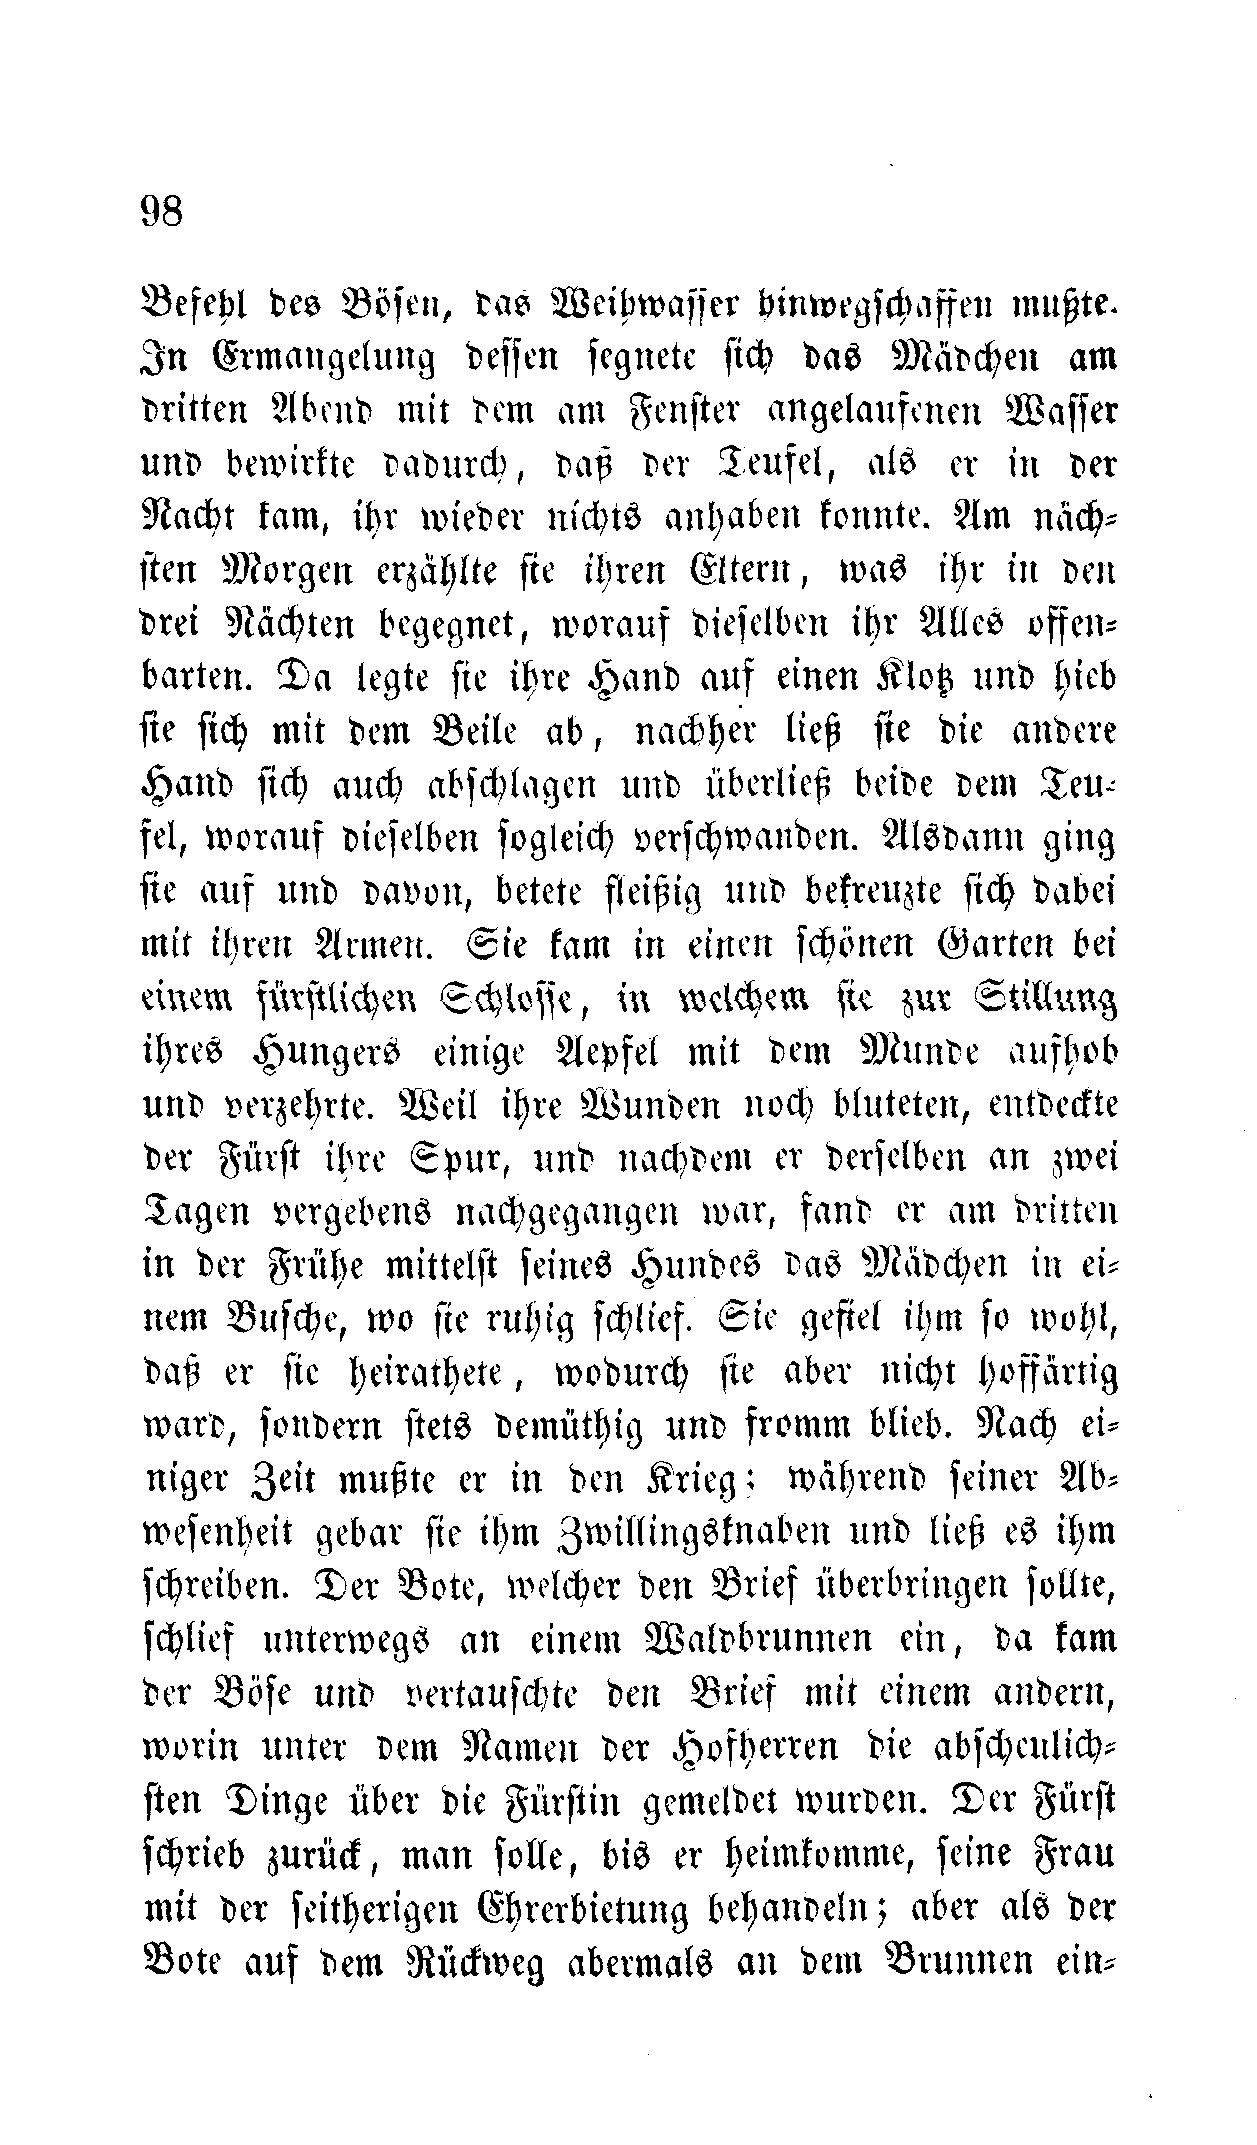 98
Befehl des Bösen, das Weihwasser hinwegschaffen mußte.
In Ermangelung dessen segnete sich das Mädchen am
dritten Abend mit dem am Fenster angelaufenen Wasser
und bewirkte dadurch, daß der Teufel, als er in der
Nacht kam, ihr wieder nichts anhaben konnte. Am näch-
sten Morgen erzählte sie ihren Eltern, was ihr in den
drei Nächten begegnet, worauf dieselben ihr Alles offen-
barten. Da legte sie ihre Hand auf einen Klotz und hieb
sie sich mit dem Beile ab, nachher ließ sie die andere
Hand sich auch abschlagen und überließ beide dem Teu-
fel, worauf dieselben sogleich verschwanden. Alsdann ging
sie auf und davon, betete fleißig und bekreuzte sich dabei
mit ihren Armen. Sie kam in einen schönen Garten bei
einem fürstlichen Schlosse, in welchem sie zur Stillung
ihres Hungers einige Aepfel mit dem Munde aufhob
und verzehrte. Weil ihre Wunden noch bluteten, entdeckte
der Fürst ihre Spur, und nachdem er derselben an zwei
Tagen vergebens nachgegangen war, fand er am dritten
in der Frühe mittelst seines Hundes das Mädchen in ei-
nem Busche, wo sie ruhig schlief. Sie gefiel ihm so wohl,
daß er sie heirathete, wodurch sie aber nicht hoffärtig
ward, sondern stets demüthig und fromm blieb. Nach ei-
niger Zeit mußte er in den Krieg; während seiner Ab-
wesenheit gebar sie ihm Zwillingsknaben und ließ es ihm
schreiben. Der Bote, welcher den Brief überbringen sollte,
schlief unterwegs an einem Waldbrunnen ein, da kam
der Böse und vertauschte den Brief mit einem andern,
worin unter dem Namen der Hofherren die abscheulich-
sten Dinge über die Fürstin gemeldet wurden. Der Fürst
schrieb zurück, man solle, bis er heimkomme, seine Frau
mit der seitherigen Ehrerbietung behandeln; aber als der
Bote auf dem Rückweg abermals an dem Brunnen ein-